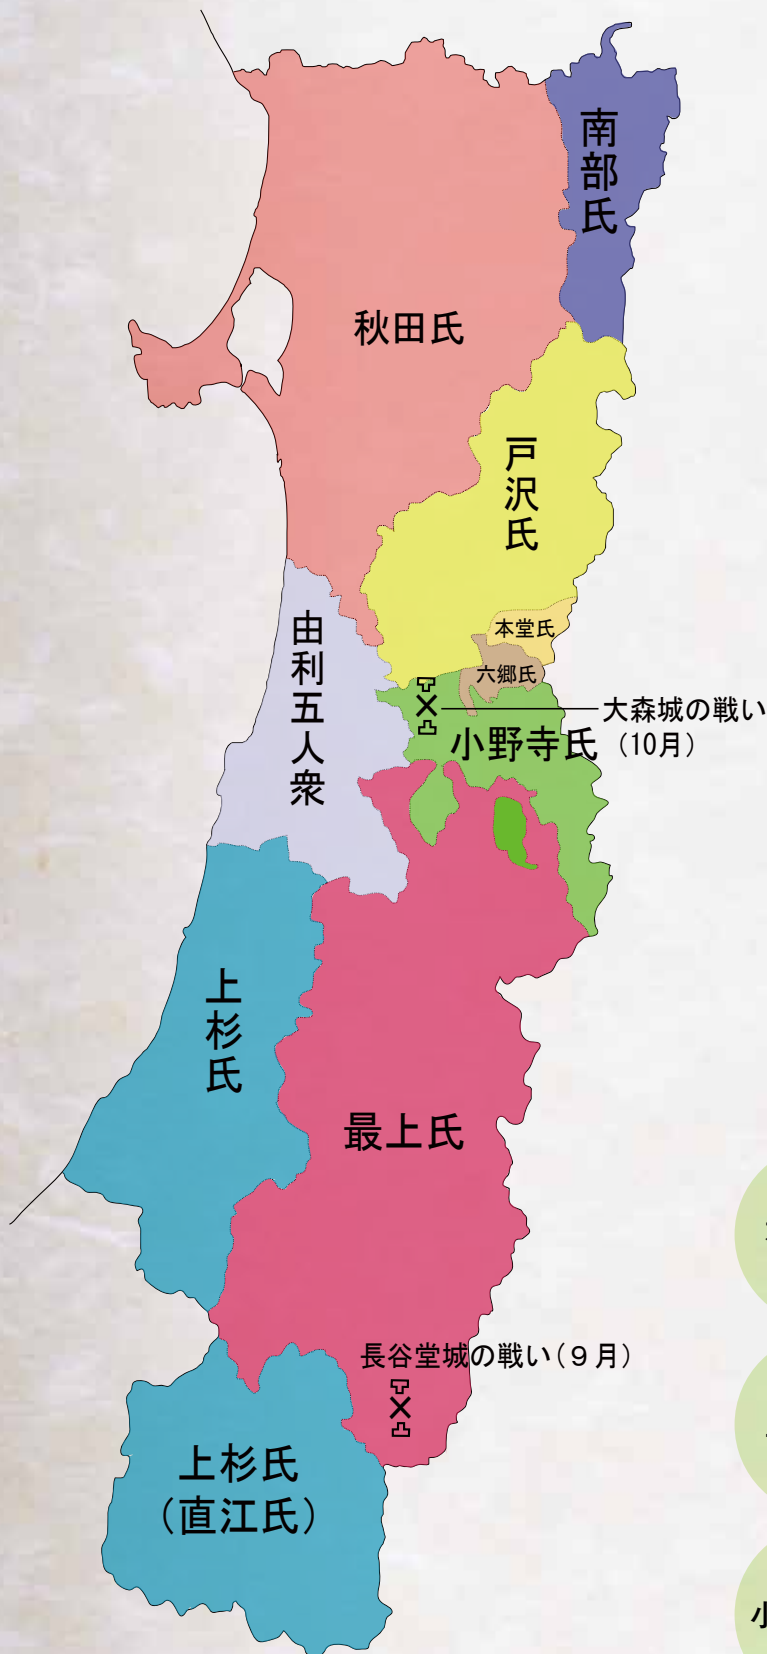 南部氏
秋田氏
戸沢氏
本堂氏
六郷氏
由利五人衆
大森城の戦い
(10月)
小野寺氏
上杉氏
最上氏
長谷堂城の戦い(9月)
上杉氏
(直江氏)
小